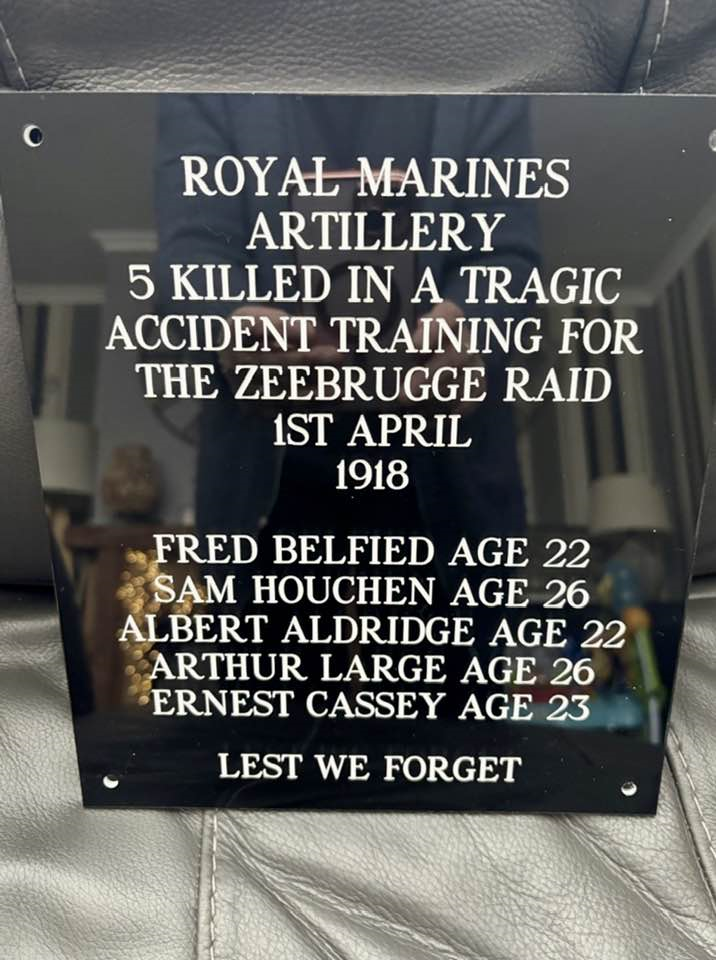 ROYAL MARINES
ARTILLERY
5 KILLED IN A TRAGIC
ACCIDENT TRAINING FOR
THE ZEEBRUGGE RAID
1ST APRIL
1918
FRED BELFIED AGE 22
SAM HOUCHEN AGE 26
ALBERT ALDRIDGE AGE 22
ARTHUR LARGE AGE 26
ERNEST CASSEY AGE 23
LEST WE FORGET